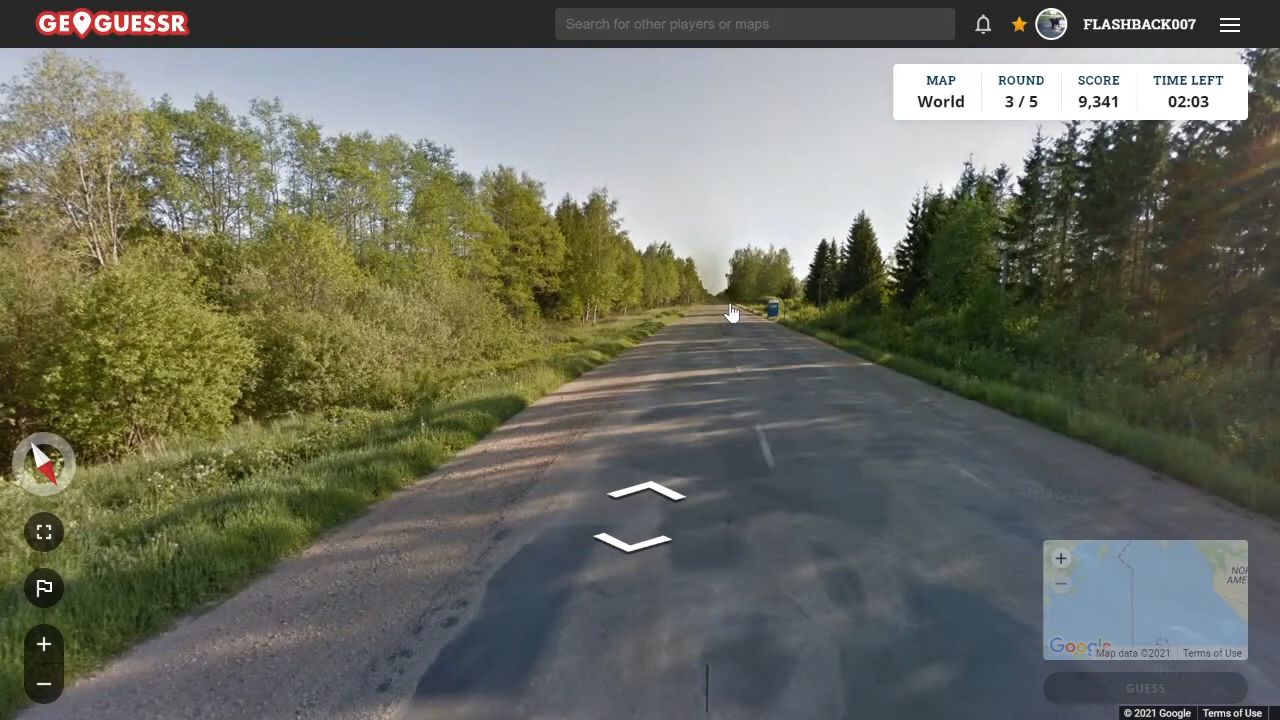 GEOGUESSR
Search for other players or maps
FLASHBACK007
MAP ROUND SCORE TIME LEFT
World 3 / 5 9,341 02:03
Google
Map data ©2021 Terms of Use
GUESS
© 2021 Google Terms of Use